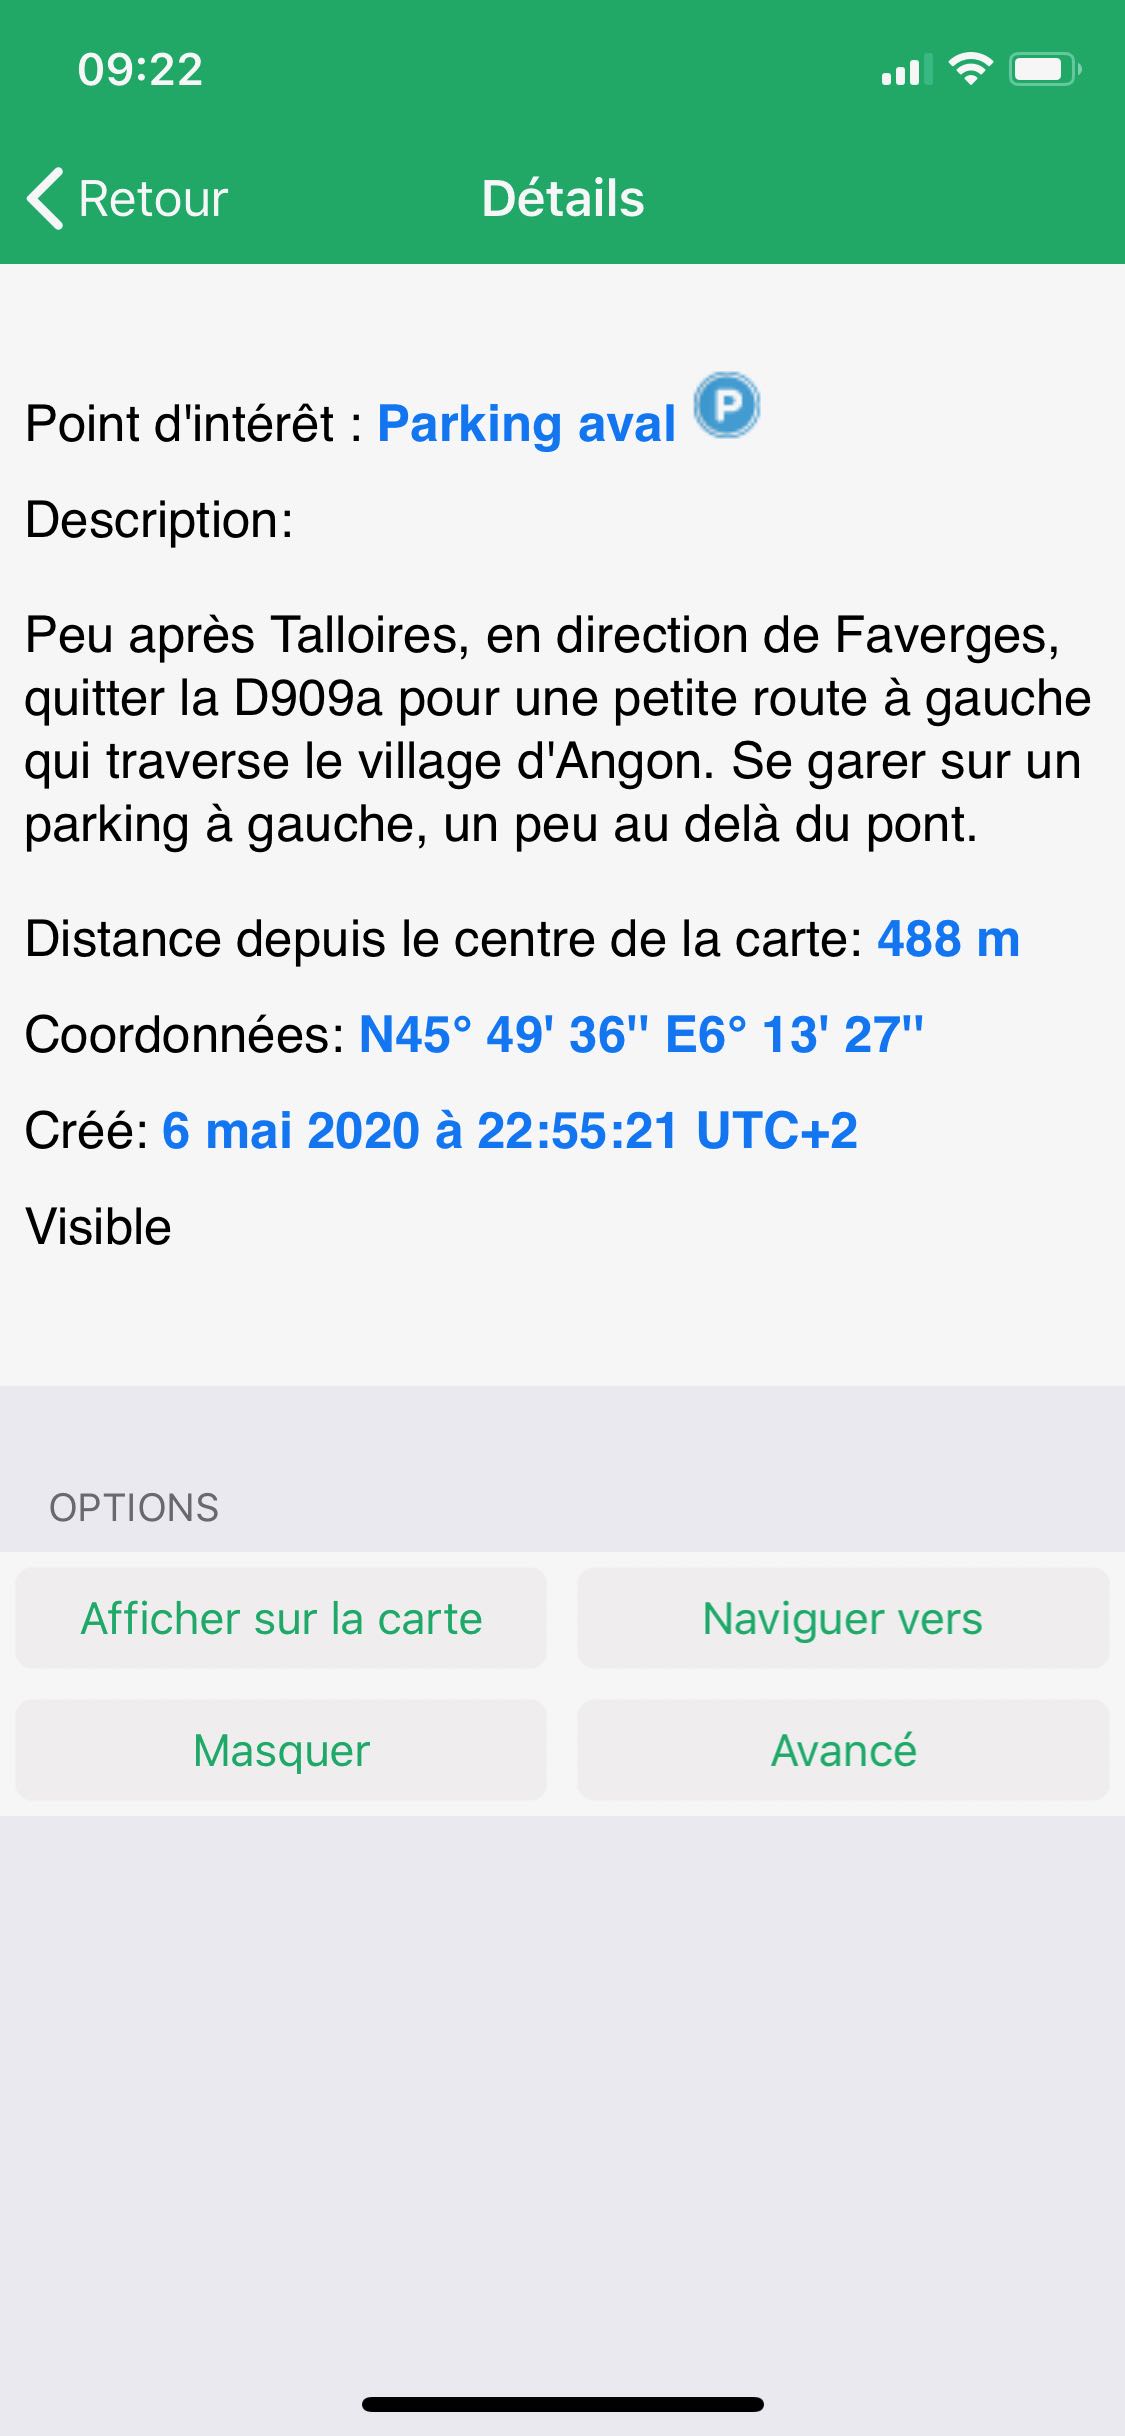 09:22
Retour
Détails
Point d'intérêt : Parking aval P
Description:
Peu après Talloires, en direction de Faverges,
quitter la D909a pour une petite route à gauche
qui traverse le village d'Angon. Se garer sur un
parking à gauche, un peu au delà du pont.
Distance depuis le centre de la carte: 488 m
Coordonnées: N45° 49' 36" E6° 13' 27"
Créé: 6 mai 2020 à 22:55:21 UTC+2
Visible
OPTIONS
Afficher sur la carte
Naviguer vers
Masquer
Avancé